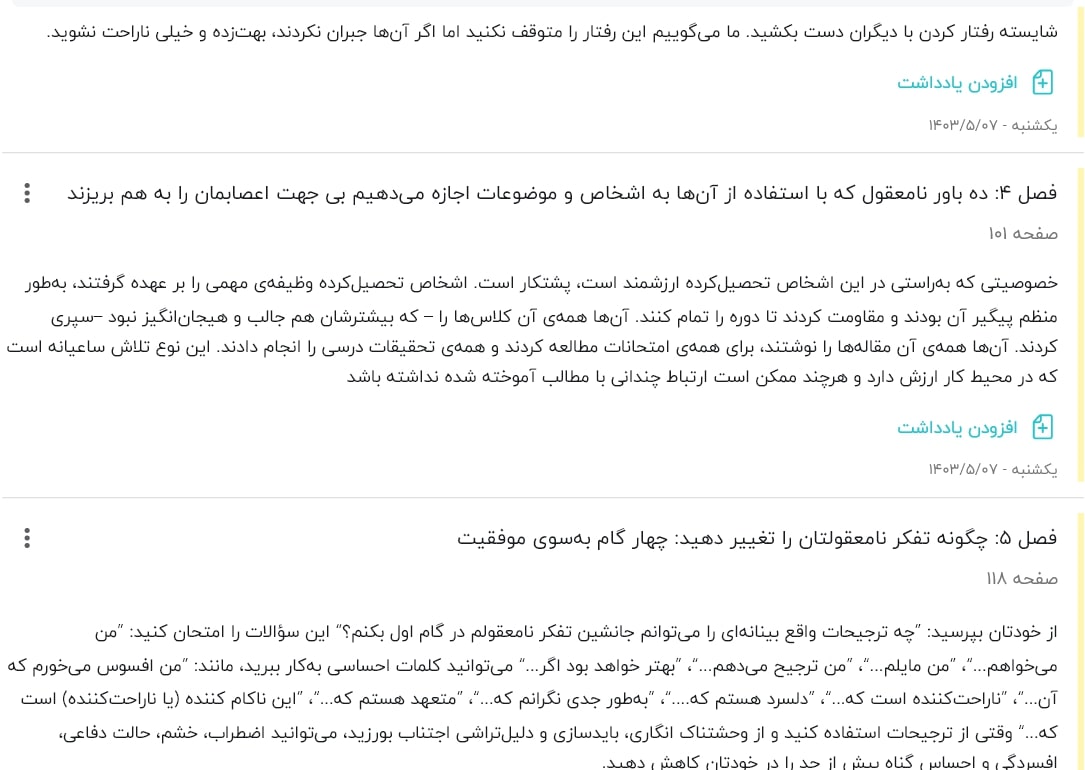 شایسته رفتار کردن با دیگران دست بکشید. ما می‌گوییم این رفتار را متوقف نکنید اما اگر آن‌ها جبران نکردند، بهت‌زده و خیلی ناراحت نشوید.
افزودن یادداشت
یکشنبه - ۱۴۰۳/۵/۰۷
فصل ۴: ده باور نامعقول که با استفاده از آن‌ها به اشخاص و موضوعات اجازه می‌دهیم بی جهت اعصابمان را به هم بریزند
صفحه ۱۰۱
خصوصیتی که به‌راستی در این اشخاص تحصیل‌کرده ارزشمند است، پشتکار است. اشخاص تحصیل‌کرده وظیفه‌ی مهمی را بر عهده گرفتند، به‌طور
منظم پیگیر آن بودند و مقاومت کردند تا دوره را تمام کنند. آن‌ها همه‌ی آن کلاس‌ها را – که بیشترشان هم جالب و هیجان‌انگیز نبود –سپری
کردند. آن‌ها همه‌ی آن مقاله‌ها را نوشتند، برای همه‌ی امتحانات مطالعه کردند و همه‌ی تحقیقات درسی را انجام دادند. این نوع تلاش ساعیانه است
که در محیط کار ارزش دارد و هرچند ممکن است ارتباط چندانی با مطالب آموخته شده نداشته باشد
افزودن یادداشت
یکشنبه - ۱۴۰۳/۵/۰۷
فصل ۵: چگونه تفکر نامعقولتان را تغییر دهید: چهار گام به‌سوی موفقیت
صفحه ۱۱۸
از خودتان بپرسید: ”چه ترجیحات واقع بینانه‌ای را می‌توانم جانشین تفکر نامعقولم در گام اول بکنم؟“ این سؤالات را امتحان کنید: ”من
می‌خواهم...“، ”من مایلم...“، ”من ترجیح می‌دهم...“، ”بهتر خواهد بود اگر...“ می‌توانید کلمات احساسی به‌کار ببرید، مانند: ”من افسوس می‌خورم که
آن...“، ”ناراحت‌کننده است که...“، ”دلسرد هستم که....“، ”به‌طور جدی نگرانم که...“، ”متعهد هستم که...“، ”این ناکام کننده (یا ناراحت‌کننده) است
که...“ وقتی از ترجیحات استفاده کنید و از وحشتناک انگاری، بایدسازی و دلیل‌تراشی اجتناب بورزید، می‌توانید اضطراب، خشم، حالت دفاعی،
افسردگی و احساس گناه بیش از حد را در خودتان کاهش دهید.